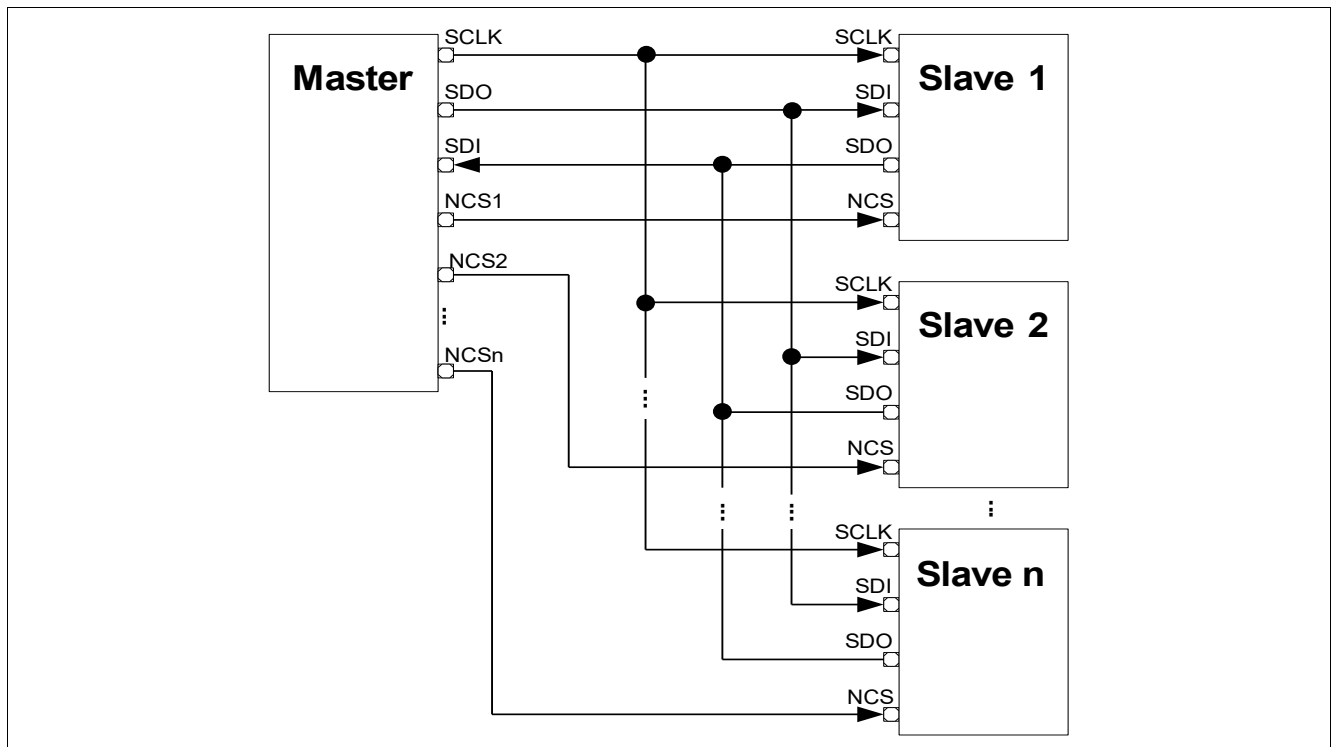 Master
SCLK
SDO
SDI
NCS1
NCS2
...
NCSn
SCLK
SDI
SDO
NCS
Slave 1
SCLK
SDI
SDO
NCS
Slave 2
...
SCLK
SDI
SDO
NCS
Slave n
...
...
...